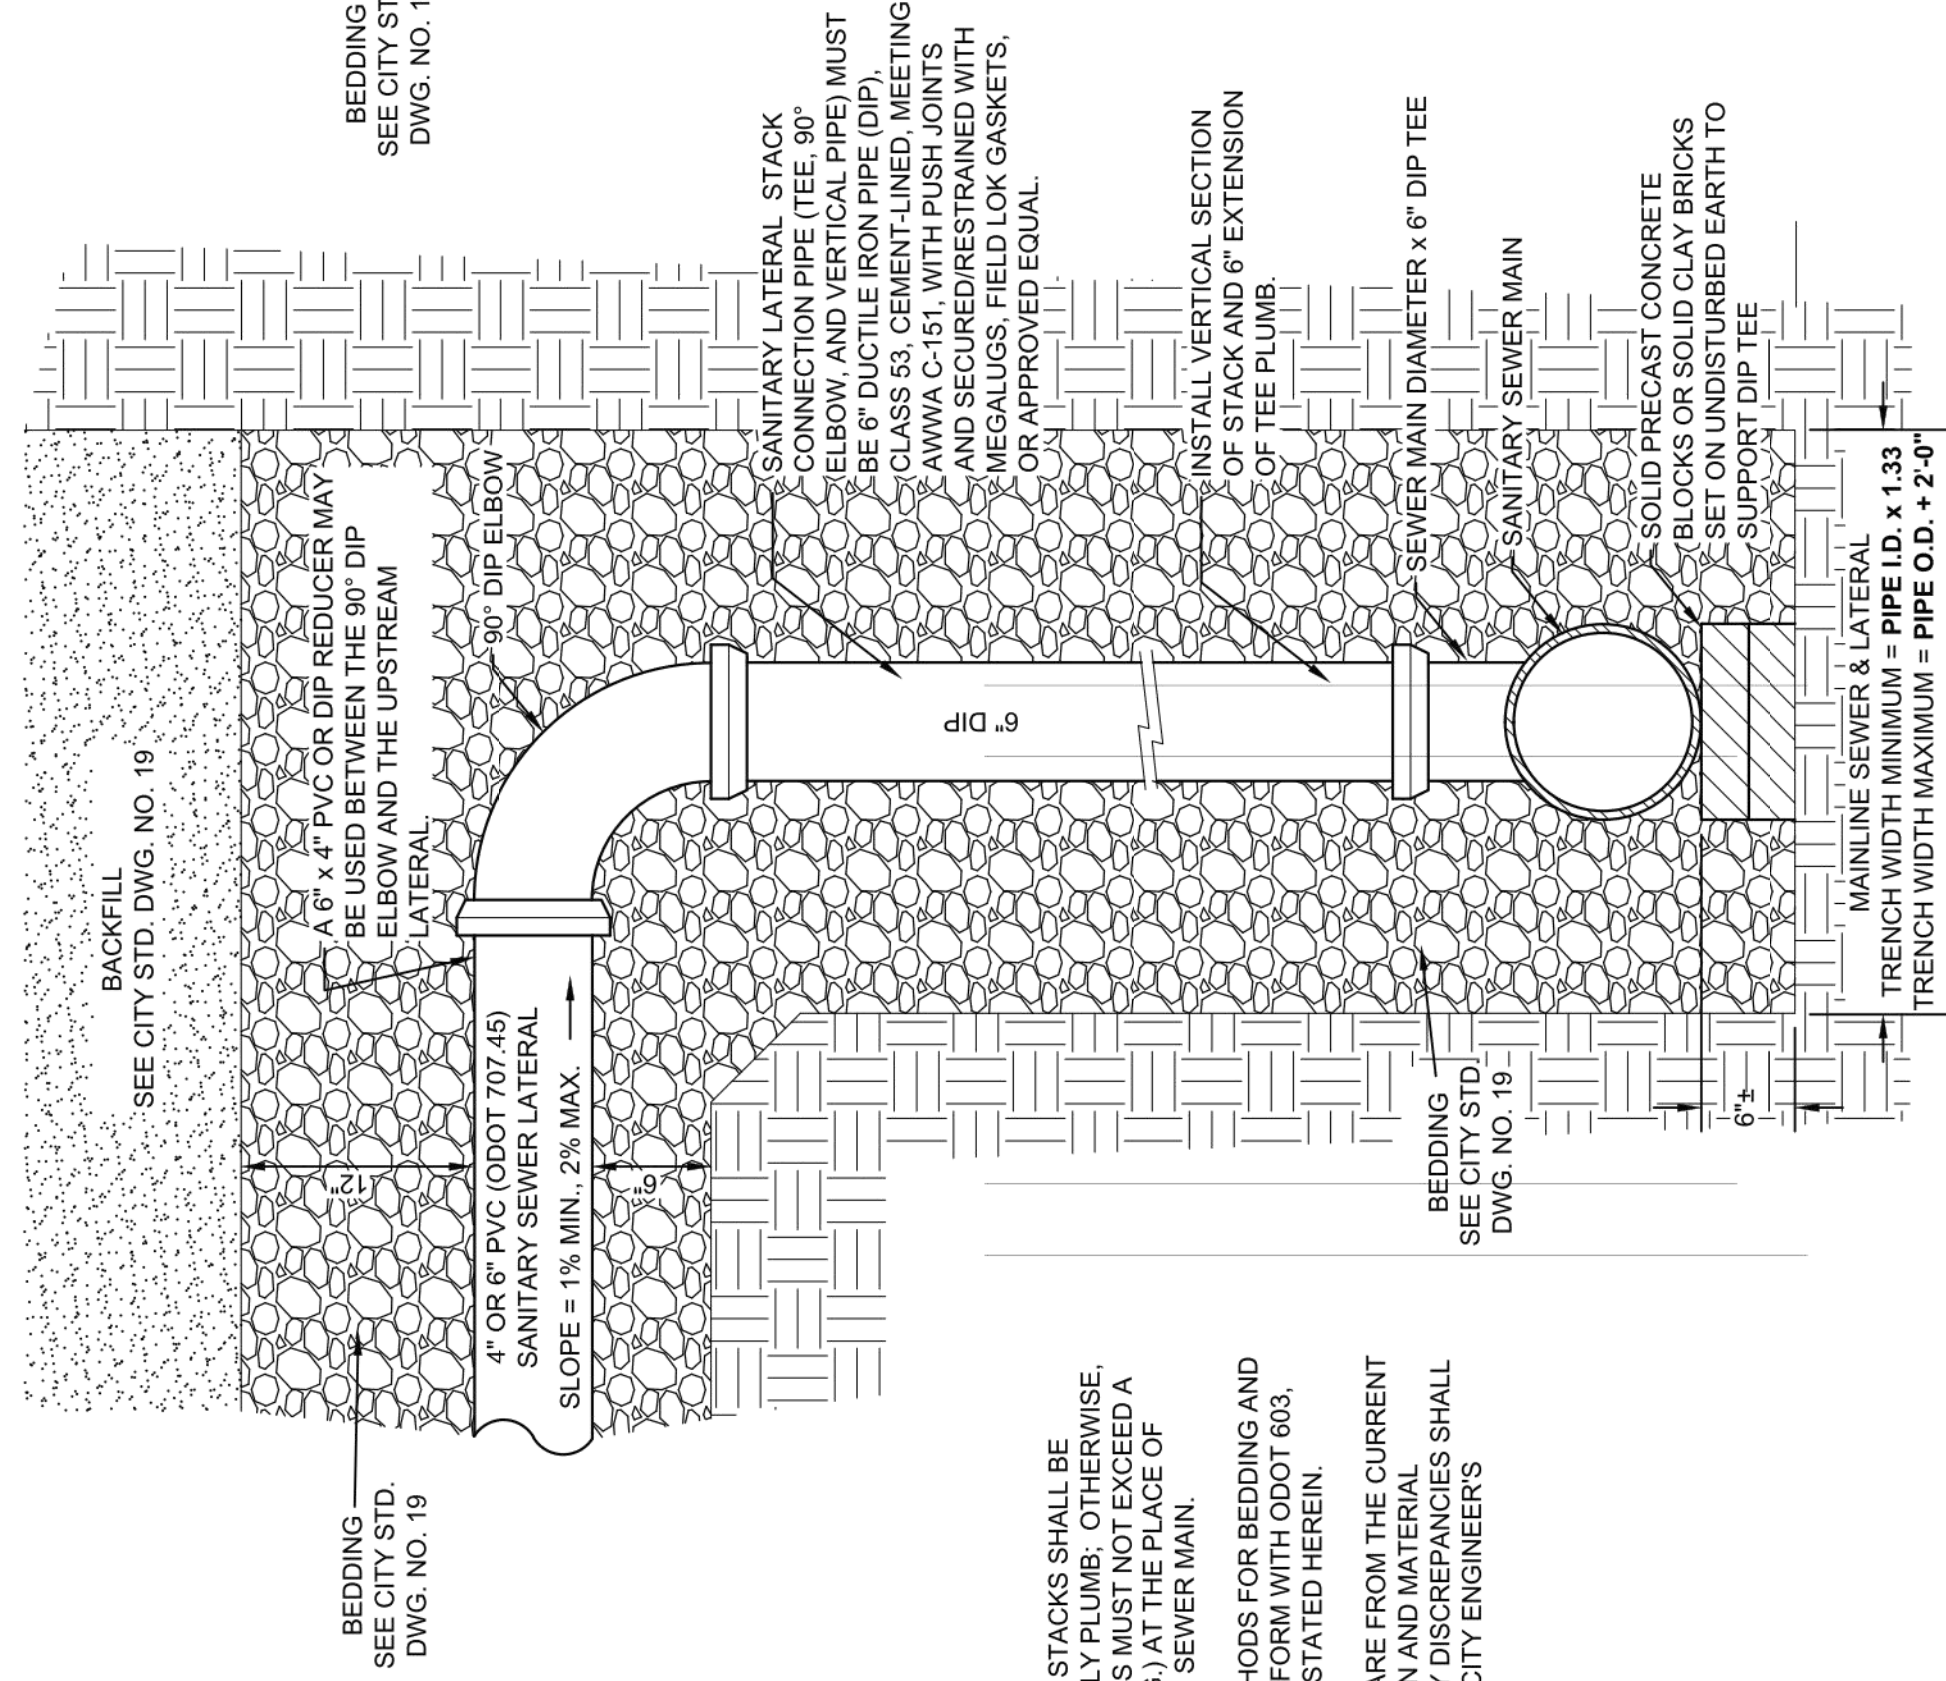 BACKFILL
SEE CITY STD. DWG. NO. 19
BEDDING
SEE CITY STD.
DWG. NO. 19
A 6" x 4" PVC OR DIP REDUCER MAY
BE USED BETWEEN THE 90° DIP
ELBOW AND THE UPSTREAM
LATERAL.
BEDDING
SEE CITY ST
DWG. NO. 1
12"
4" OR 6" PVC (ODOT 707.45)
SANITARY SEWER LATERAL
SLOPE = 1% MIN., 2% MAX.
90° DIP ELBOW
6"
SANITARY LATERAL STACK
CONNECTION PIPE (TEE, 90°
ELBOW, AND VERTICAL PIPE) MUST
BE 6" DUCTILE IRON PIPE (DIP),
CLASS 53, CEMENT-LINED, MEETING
AWWA C-151, WITH PUSH JOINTS
AND SECURED/RESTRAINED WITH
MEGALUGS, FIELD LOK GASKETS,
OR APPROVED EQUAL.
6" DIP
INSTALL VERTICAL SECTION
OF STACK AND 6" EXTENSION
OF TEE PLUMB.
SEWER MAIN DIAMETER x 6" DIP TEE
SANITARY SEWER MAIN
SOLID PRECAST CONCRETE
BLOCKS OR SOLID CLAY BRICKS
SET ON UNDISTURBED EARTH TO
SUPPORT DIP TEE
BEDDING
SEE CITY STD.
DWG. NO. 19
6"±
MAINLINE SEWER & LATERAL
TRENCH WIDTH MINIMUM = PIPE I.D. x 1.33
TRENCH WIDTH MAXIMUM = PIPE O.D. + 2'-0"
STACKS SHALL BE
LY PLUMB; OTHERWISE,
S MUST NOT EXCEED A
.) AT THE PLACE OF
SEWER MAIN.
HODS FOR BEDDING AND
FORM WITH ODOT 603,
STATED HEREIN.
ARE FROM THE CURRENT
N AND MATERIAL
Y DISCREPANCIES SHALL
CITY ENGINEER'S